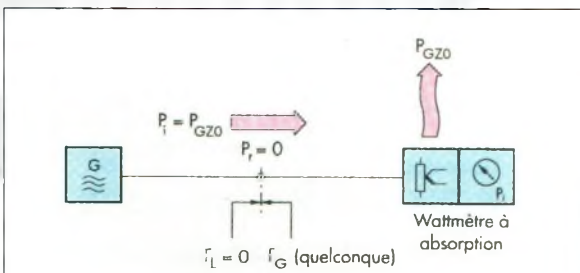 P_GZ0
P_i = P_GZ0
P_r = 0
G
P_i
Wattmètre à
absorption
Γ_L = 0 Γ_G (quelconque)